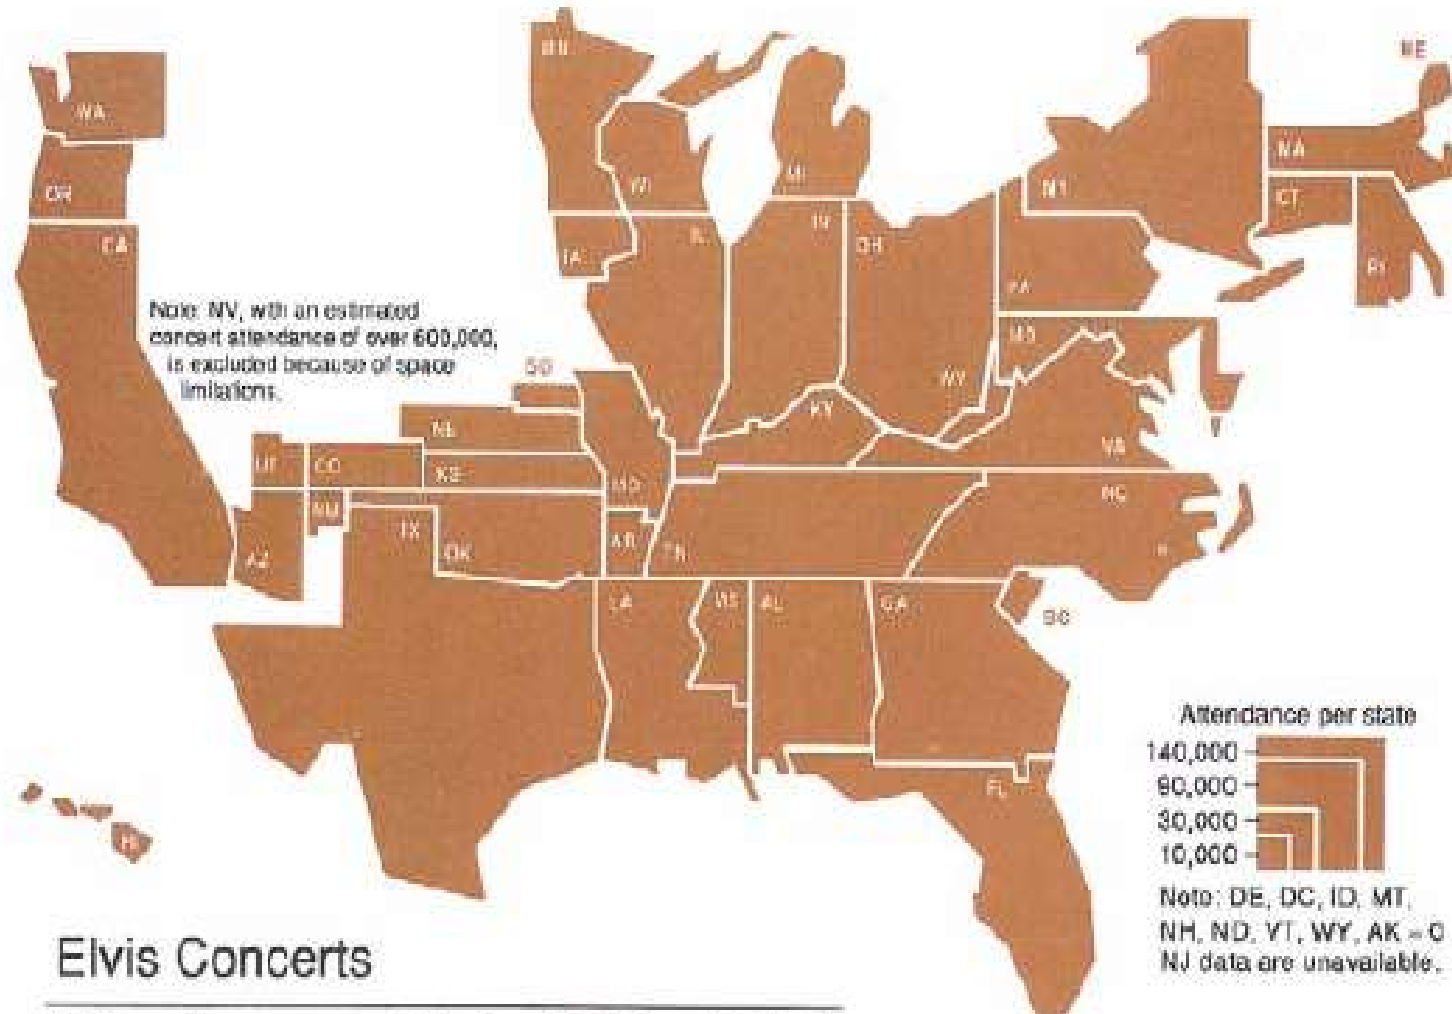 MN
ME
WA
OR
WI
MI
MA
NY
CT
CA
IA
IL
IN
OH
PA
RI
MD
Note: NV, with an estimated
concert attendance of over 600,000,
is excluded because of space
limitations.
SD
WV
KY
NE
VA
UT
CO
KS
MO
NC
NM
TX
OK
AR
TN
AZ
LA
MS
AL
GA
SC
FL
HI
Attendance per state
140,000
90,000
30,000
10,000
Note: DE, DC, ID, MT,
NH, ND, VT, WY, AK = 0
NJ data are unavailable.
Elvis Concerts